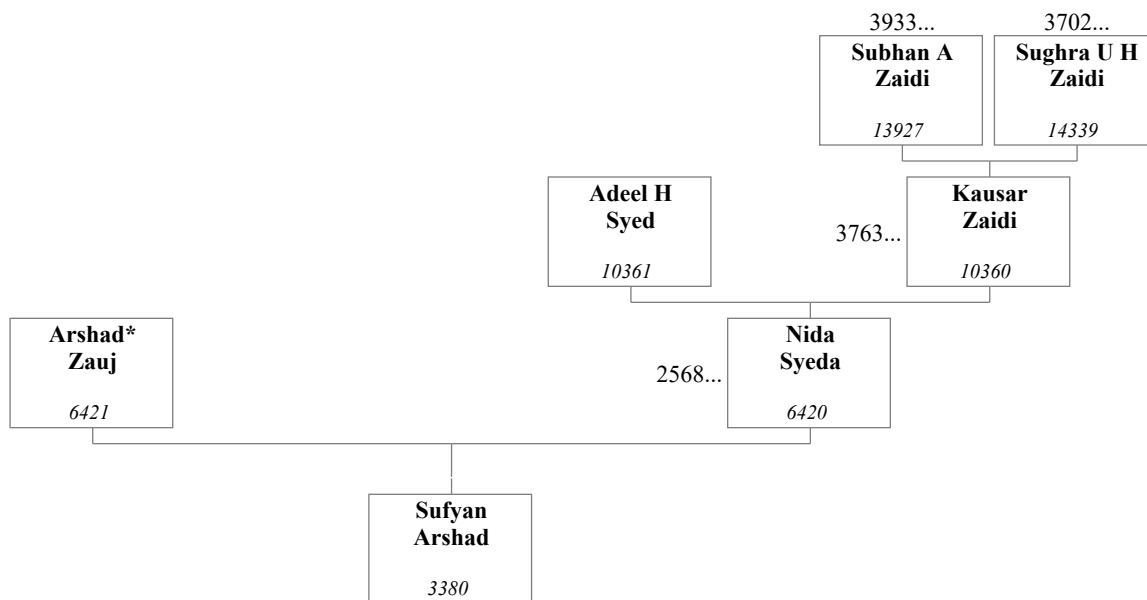 3933...
3702...
Subhan A
Zaidi
13927
Sughra U H
Zaidi
14339
Adeel H
Syed
10361
3763...
Kausar
Zaidi
10360
Arshad*
Zauj
6421
2568...
Nida
Syeda
6420
Sufyan
Arshad
3380